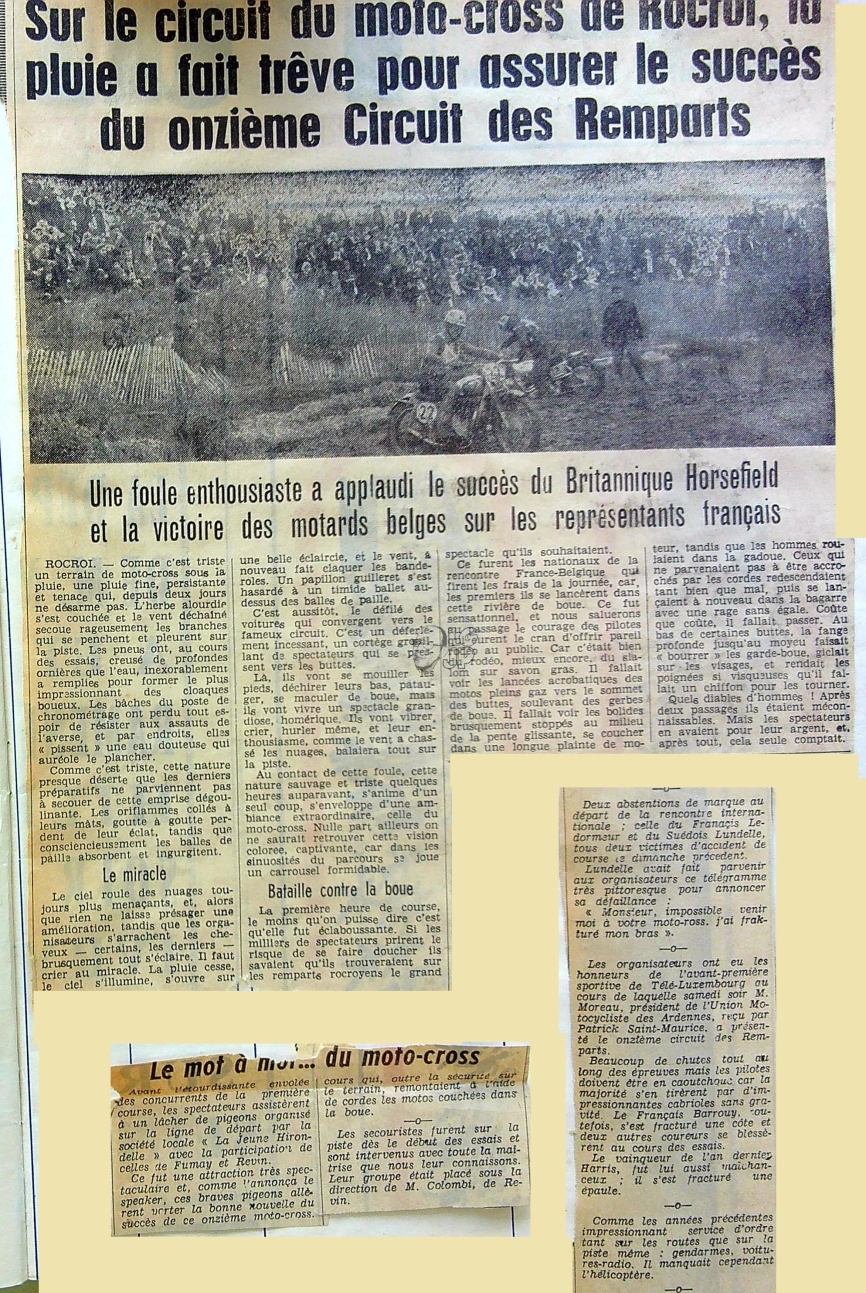 Sur le circuit du moto-cross de Rocroi, la
pluie a fait trêve pour assurer le succès
du onzième Circuit des Remparts
22
Une foule enthousiaste a applaudi le succès du Britannique Horsefield
et la victoire des motards belges sur les représentants français
ROCROI. — Comme c'est triste
un terrain de moto-cross sous la
pluie, une pluie fine, persistante
et tenace qui, depuis deux jours
ne désarme pas. L'herbe alourdie
s'est couchée et le vent déchaîné
secoue rageusement les branches
qui se penchent et pleurent sur
la piste. Les pneus ont, au cours
des essais, creusé de profondes
ornières que l'eau, inexorablement
a remplies pour former le plus
impressionnant des cloaques
boueux. Les bâches du poste de
chronométrage ont perdu tout es-
poir de résister aux assauts de
l'averse, et par endroits, elles
« pissent » une eau douteuse qui
auréole le plancher.
Comme c'est triste, cette nature
presque déserte que les derniers
préparatifs ne parviennent pas
à secouer de cette emprise dégou-
linante. Les oriflammes collés à
leurs mâts, goutte à goutte per-
dent de leur éclat, tandis que
consciencieusement les balles de
paille absorbent et ingurgitent.
Le miracle
Le ciel roule des nuages tou-
jours plus menaçants, et, alors
que rien ne laisse présager une
amélioration, tandis que les orga-
nisateurs s'arrachent les che-
veux — certains, les derniers —
brusquement tout s'éclaire. Il faut
crier au miracle. La pluie cesse,
le ciel s'illumine, s'ouvre sur
une belle éclaircie, et le vent, à
nouveau fait claquer les bande-
roles. Un papillon guilleret s'est
hasardé à un timide ballet au-
dessus des balles de paille.
C'est aussitôt, le défilé des
voitures qui convergent vers le
fameux circuit. C'est un déferle-
ment incessant, un cortège grouil-
lant de spectateurs qui se pres-
sent vers les buttes.
Là, ils vont se mouiller les
pieds, déchirer leurs bas, patau-
ger, se maculer de boue, mais
ils vont vivre un spectacle gran-
diose, homérique. Ils vont vibrer,
crier, hurler même, et leur en-
thousiasme, comme le vent a chas-
sé les nuages, balaiera tout sur
la piste.
Au contact de cette foule, cette
nature sauvage et triste quelques
heures auparavant, s'anime d'un
seul coup, s'enveloppe d'une am-
biance extraordinaire, celle du
moto-cross. Nulle part ailleurs on
ne saurait retrouver cette vision
colorée, captivante, car dans les
sinuosités du parcours se joue
un carrousel formidable.
Bataille contre la boue
La première heure de course,
le moins qu'on puisse dire c'est
qu'elle fut éclaboussante. Si les
milliers de spectateurs prirent le
risque de se faire doucher ils
savaient qu'ils trouveraient sur
les remparts rocroyens le grand
spectacle qu'ils souhaitaient.
Ce furent les nationaux de la
rencontre France-Belgique qui
firent les frais de la journée, car,
les premiers ils se lancèrent dans
cette rivière de boue. Ce fut
sensationnel, et nous saluerons
au passage le courage des pilotes
qui eurent le cran d'offrir pareil
rodéo au public. Car c'était bien
du rodéo, mieux encore, du sla-
lom sur savon gras. Il fallait
voir les lancées acrobatiques des
motos pleins gaz vers le sommet
des buttes, soulevant des gerbes
de boue. Il fallait voir les bolides
brusquement stoppés au milieu
de la pente glissante, se coucher
dans une longue plainte de mo-
teur, tandis que les hommes rou-
laient dans la gadoue. Ceux qui
ne parvenaient pas à être accro-
chés par les cordes redescendaient
tant bien que mal, puis se lan-
çaient à nouveau dans la bagarre
avec une rage sans égale. Coûte
que coûte, il fallait passer. Au
bas de certaines buttes, la fange
profonde jusqu'au moyeu faisait
« bourrer » les garde-boue, giclait
sur les visages, et rendait les
poignées si visqueuses qu'il fal-
lait un chiffon pour les tourner.
Quels diables d'hommes ! Après
deux passages ils étaient mécon-
naissables. Mais les spectateurs
en avaient pour leur argent, et,
après tout, cela seule comptait.
Le mot à mot... du moto-cross
Avant l'étourdissante envolée
des concurrents de la première
course, les spectateurs assistèrent
à un lâcher de pigeons organisé
sur la ligne de départ par la
société locale « La Jeune Hiron-
delle » avec la participation de
celles de Fumay et Revin.
Ce fut une attraction très spec-
taculaire et, comme l'annonça le
speaker, ces braves pigeons allè-
rent porter la bonne nouvelle du
succès de ce onzième moto-cross.
cours qui, outre la sécurité sur
le terrain, remontaient à l'aide
de cordes les motos couchées dans
la boue.
—o—
Les secouristes furent sur la
piste dès le début des essais et
sont intervenus avec toute la maî-
trise que nous leur connaissons.
Leur groupe était placé sous la
direction de M. Colombi, de Re-
vin.
—o—
Deux abstentions de marque au
départ de la rencontre interna-
tionale : celle du Français Le-
dormeur et du Suédois Lundelle,
tous deux victimes d'accident de
course le dimanche précédent.
Lundelle avait fait parvenir
aux organisateurs ce télégramme
très pittoresque pour annoncer
sa défaillance :
« Monsieur, impossible venir
moi à votre moto-ross. j'ai frak-
turé mon bras ».
—o—
Les organisateurs ont eu les
honneurs de l'avant-première
sportive de Télé-Luxembourg au
cours de laquelle samedi soir M.
Moreau, président de l'Union Mo-
tocycliste des Ardennes, reçu par
Patrick Saint-Maurice, a présen-
té le onzième circuit des Rem-
parts.
Beaucoup de chutes tout au
long des épreuves mais les pilotes
doivent être en caoutchouc car la
majorité s'en tirèrent par d'im-
pressionnantes cabrioles sans gra-
vité. Le Français Barrouy, tou-
tefois, s'est fracturé une côte et
deux autres coureurs se blessè-
rent au cours des essais.
Le vainqueur de l'an dernier
Harris, fut lui aussi malchan-
ceux ; il s'est fracturé une
épaule.
—o—
Comme les années précédentes
impressionnant service d'ordre
tant sur les routes que sur la
piste même : gendarmes, voitu-
res-radio. Il manquait cependant
l'hélicoptère.
—o—